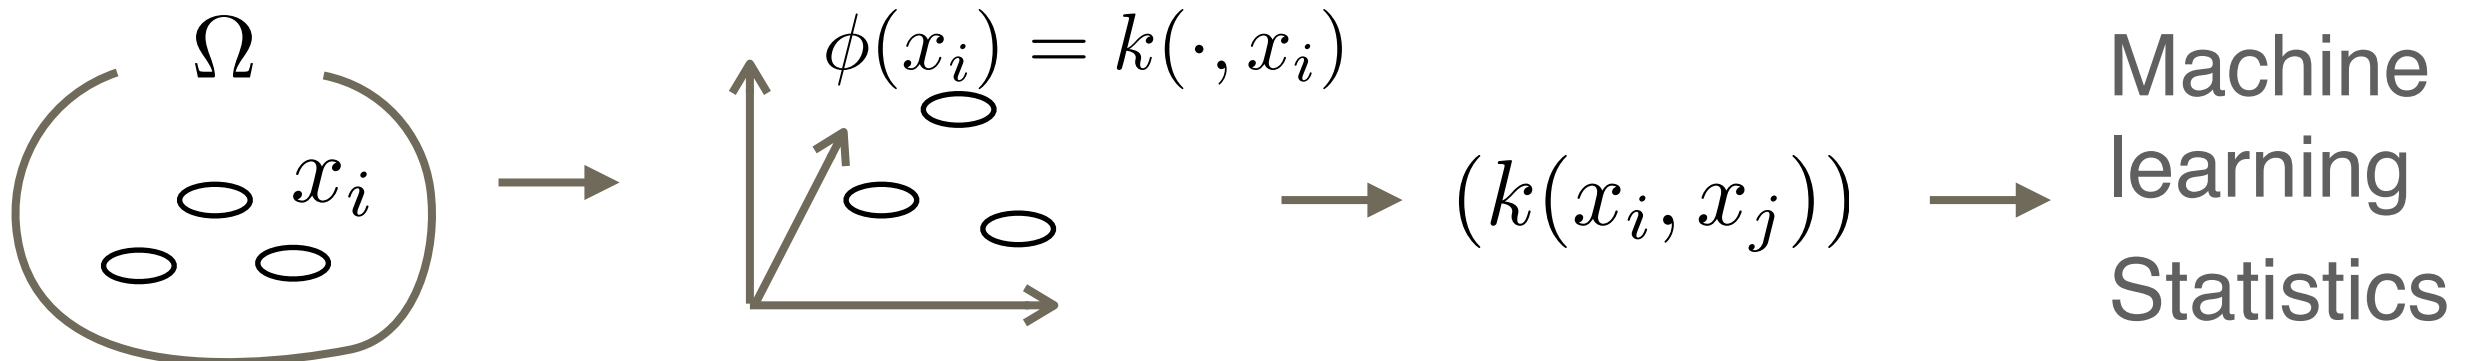 Ω
x_i
ϕ(x_i) = k(·, x_i)
(k(x_i, x_j))
Machine
learning
Statistics